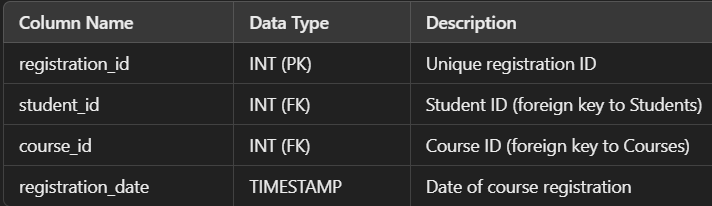 Column Name Data Type Description
registration_id INT (PK) Unique registration ID
student_id INT (FK) Student ID (foreign key to Students)
course_id INT (FK) Course ID (foreign key to Courses)
registration_date TIMESTAMP Date of course registration